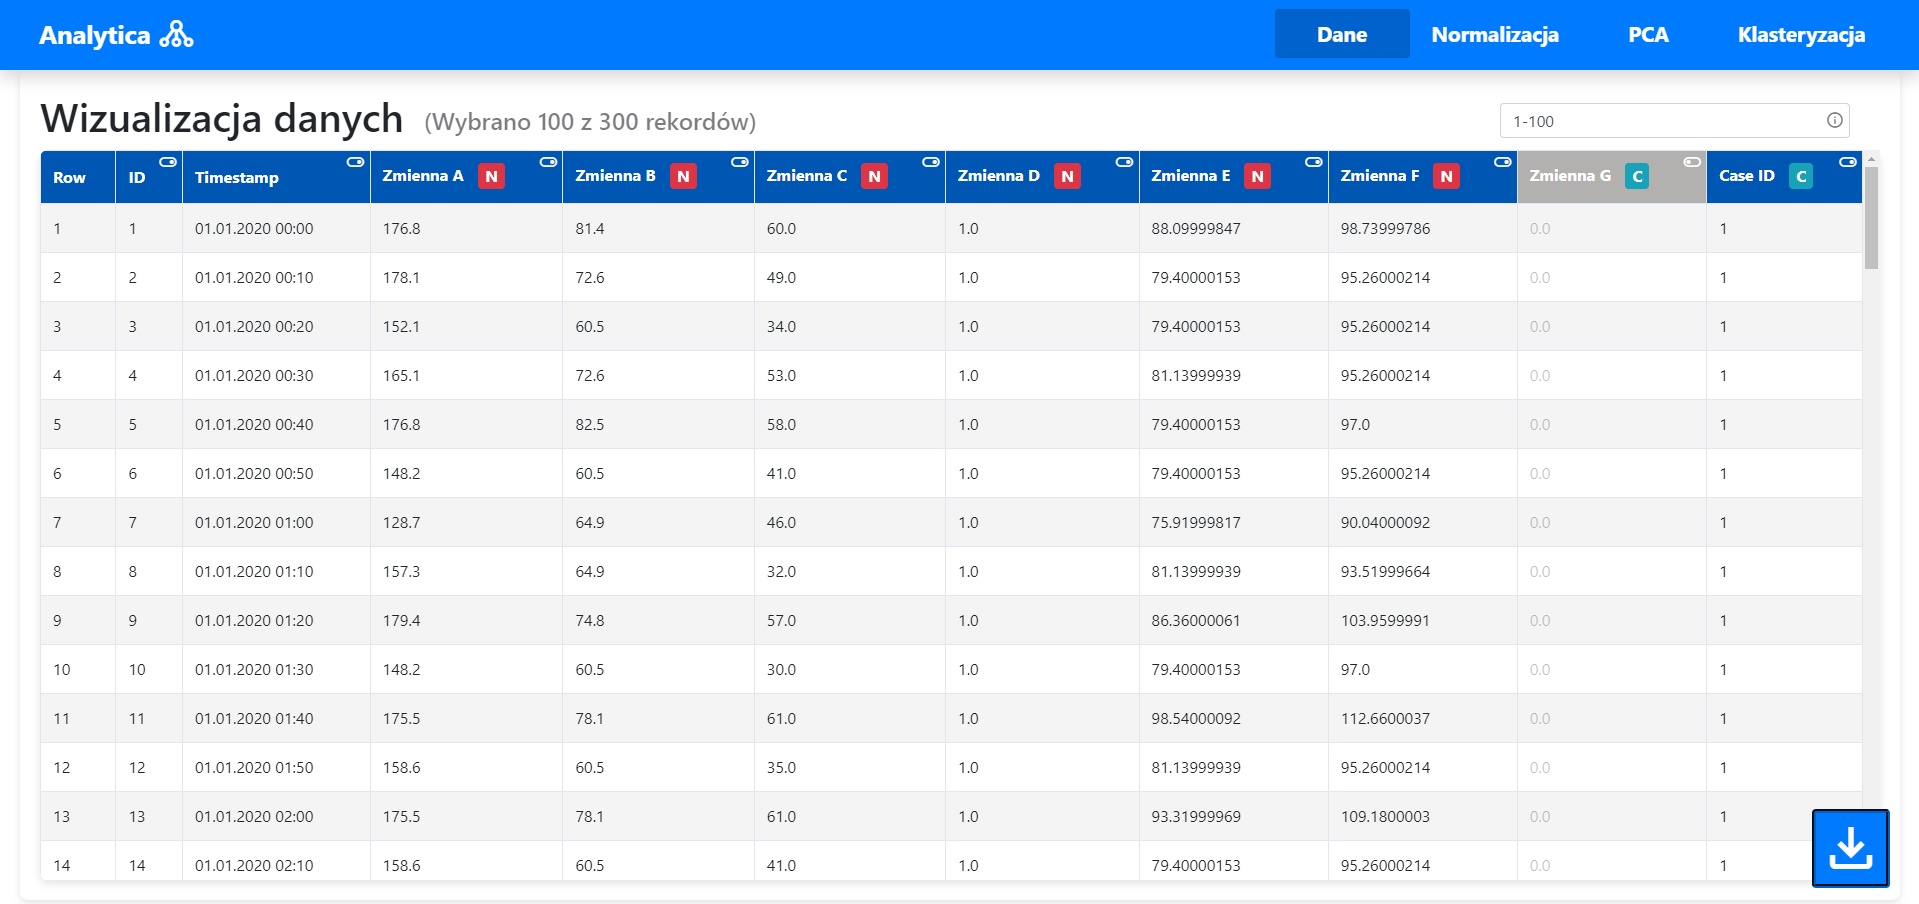 Analytica Dane Normalizacja PCA Klasteryzacja
Wizualizacja danych (Wybrano 100 z 300 rekordów) 1-100
Row ID Timestamp Zmienna A N Zmienna B N Zmienna C N Zmienna D N Zmienna E N Zmienna F N Zmienna G C Case ID C
1 1 01.01.2020 00:00 176.8 81.4 60.0 1.0 88.09999847 98.73999786 0.0 1
2 2 01.01.2020 00:10 178.1 72.6 49.0 1.0 79.40000153 95.26000214 0.0 1
3 3 01.01.2020 00:20 152.1 60.5 34.0 1.0 79.40000153 95.26000214 0.0 1
4 4 01.01.2020 00:30 165.1 72.6 53.0 1.0 81.13999939 95.26000214 0.0 1
5 5 01.01.2020 00:40 176.8 82.5 58.0 1.0 79.40000153 97.0 0.0 1
6 6 01.01.2020 00:50 148.2 60.5 41.0 1.0 79.40000153 95.26000214 0.0 1
7 7 01.01.2020 01:00 128.7 64.9 46.0 1.0 75.91999817 90.04000092 0.0 1
8 8 01.01.2020 01:10 157.3 64.9 32.0 1.0 81.13999939 93.51999664 0.0 1
9 9 01.01.2020 01:20 179.4 74.8 57.0 1.0 86.36000061 103.9599991 0.0 1
10 10 01.01.2020 01:30 148.2 60.5 30.0 1.0 79.40000153 97.0 0.0 1
11 11 01.01.2020 01:40 175.5 78.1 61.0 1.0 98.54000092 112.6600037 0.0 1
12 12 01.01.2020 01:50 158.6 60.5 35.0 1.0 81.13999939 95.26000214 0.0 1
13 13 01.01.2020 02:00 175.5 78.1 61.0 1.0 93.31999969 109.1800003 0.0 1
14 14 01.01.2020 02:10 158.6 60.5 41.0 1.0 79.40000153 95.26000214 0.0 1